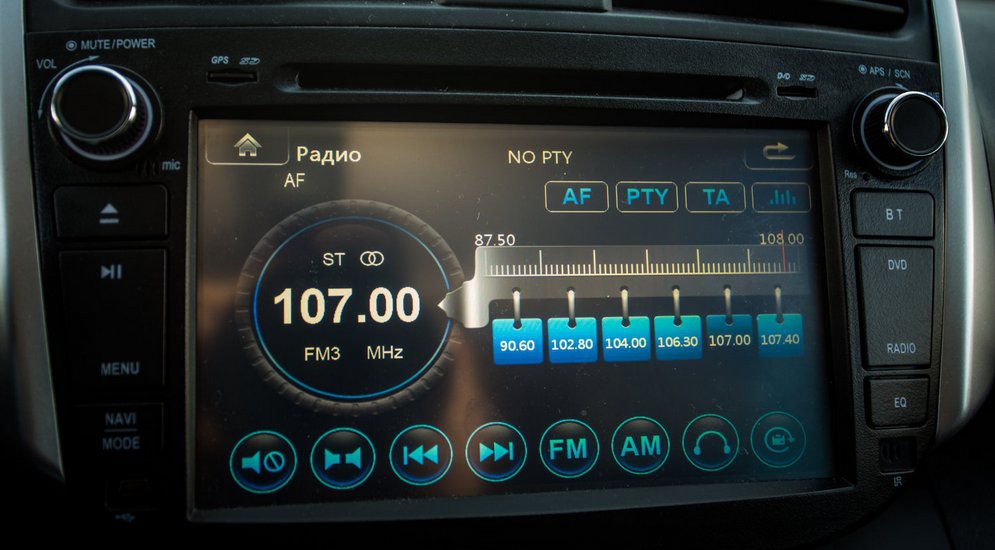 MUTE/POWER
VOL
GPS
DVD
APS / SCN
mic
Res
Радио
NO PTY
AF
AF PTY TA
87.50 108.00
ST
107.00
FM3 MHz
90.60 102.80 104.00 106.30 107.00 107.40
FM AM
MENU
NAVI
MODE
BT
DVD
RADIO
EQ
IR